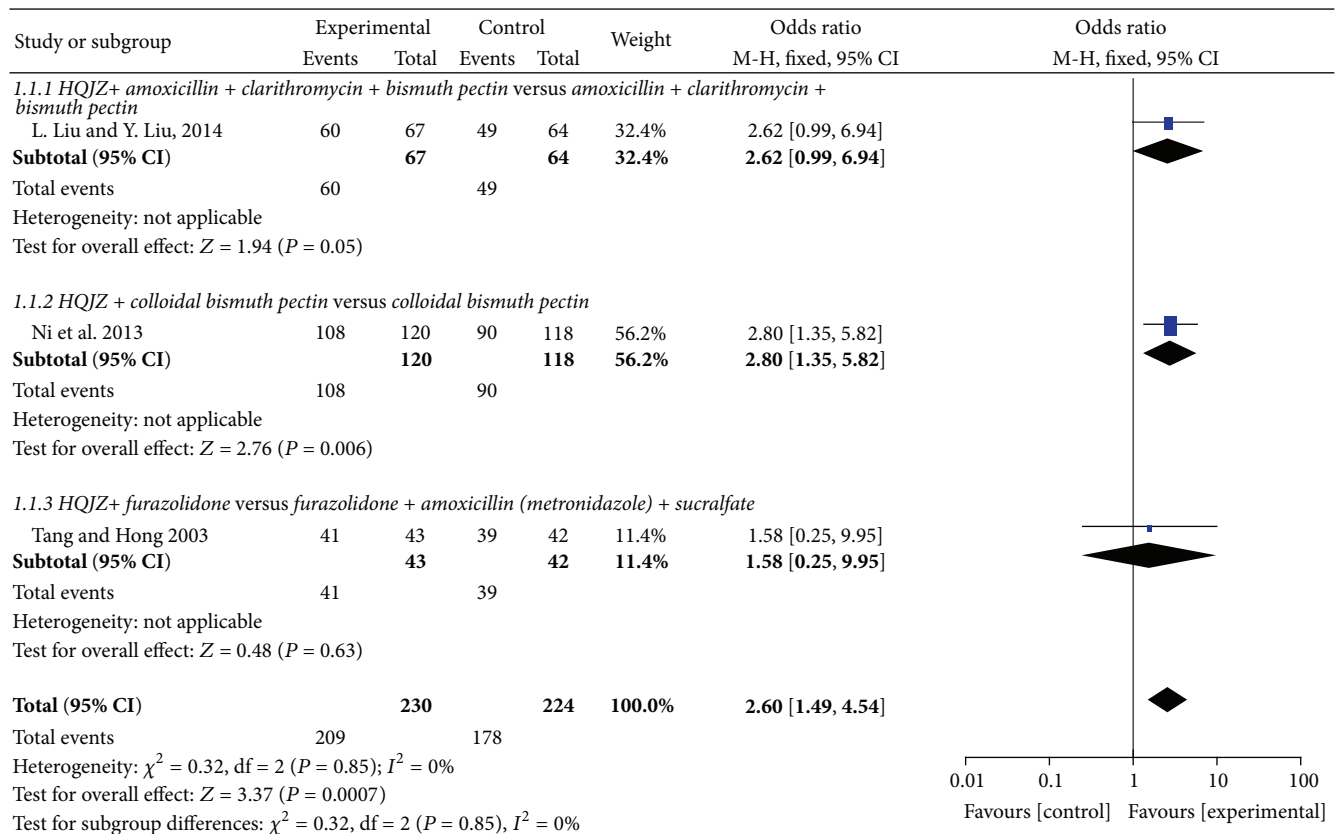 Study or subgroup Experimental Control Weight Odds ratio Odds ratio
Events Total Events Total M-H, fixed, 95% CI M-H, fixed, 95% CI
1.1.1 HQJZ+ amoxicillin + clarithromycin + bismuth pectin versus amoxicillin + clarithromycin +
bismuth pectin
L. Liu and Y. Liu, 2014 60 67 49 64 32.4% 2.62 [0.99, 6.94]
Subtotal (95% CI) 67 64 32.4% 2.62 [0.99, 6.94]
Total events 60 49
Heterogeneity: not applicable
Test for overall effect: Z = 1.94 (P = 0.05)
1.1.2 HQJZ + colloidal bismuth pectin versus colloidal bismuth pectin
Ni et al. 2013 108 120 90 118 56.2% 2.80 [1.35, 5.82]
Subtotal (95% CI) 120 118 56.2% 2.80 [1.35, 5.82]
Total events 108 90
Heterogeneity: not applicable
Test for overall effect: Z = 2.76 (P = 0.006)
1.1.3 HQJZ+ furazolidone versus furazolidone + amoxicillin (metronidazole) + sucralfate
Tang and Hong 2003 41 43 39 42 11.4% 1.58 [0.25, 9.95]
Subtotal (95% CI) 43 42 11.4% 1.58 [0.25, 9.95]
Total events 41 39
Heterogeneity: not applicable
Test for overall effect: Z = 0.48 (P = 0.63)
Total (95% CI) 230 224 100.0% 2.60 [1.49, 4.54]
Total events 209 178
Heterogeneity: χ² = 0.32, df = 2 (P = 0.85); I² = 0%
Test for overall effect: Z = 3.37 (P = 0.0007)
Test for subgroup differences: χ² = 0.32, df = 2 (P = 0.85), I² = 0%
0.01 0.1 1 10 100
Favours [control] Favours [experimental]